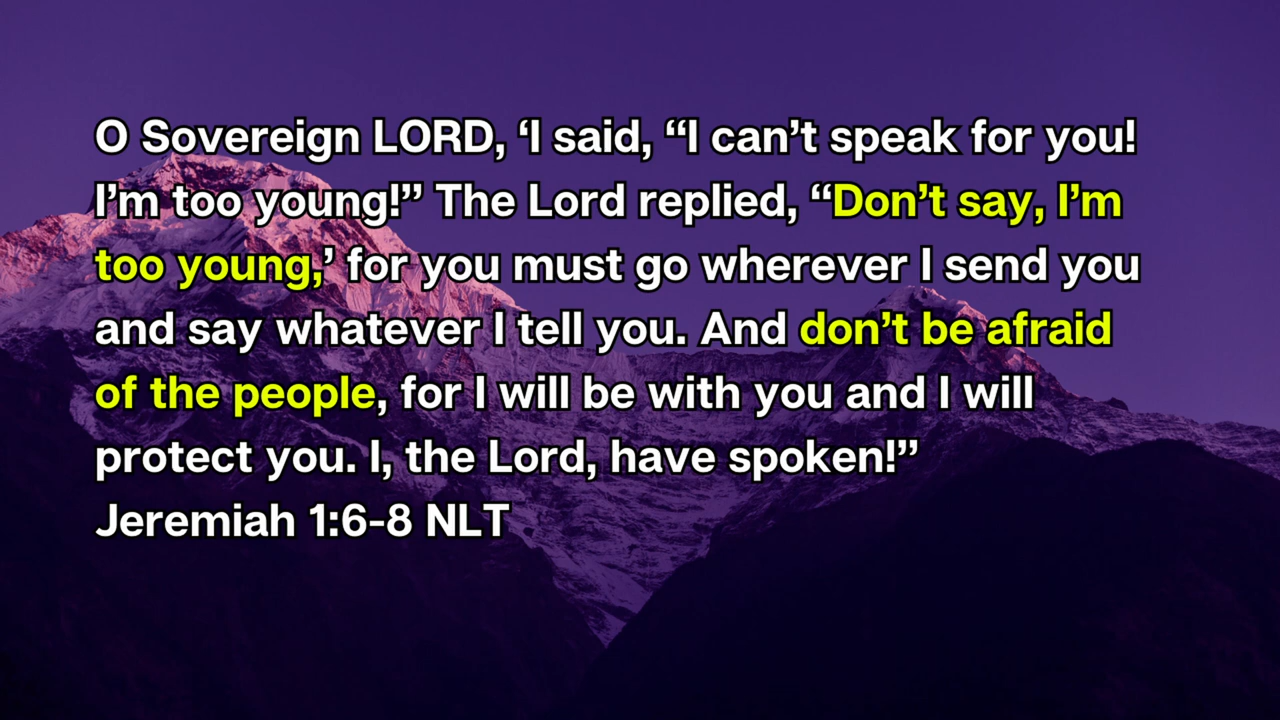 O Sovereign LORD, ‘I said, “I can’t speak for you!
I’m too young!” The Lord replied, “Don’t say, I’m
too young,’ for you must go wherever I send you
and say whatever I tell you. And don’t be afraid
of the people, for I will be with you and I will
protect you. I, the Lord, have spoken!”
Jeremiah 1:6-8 NLT